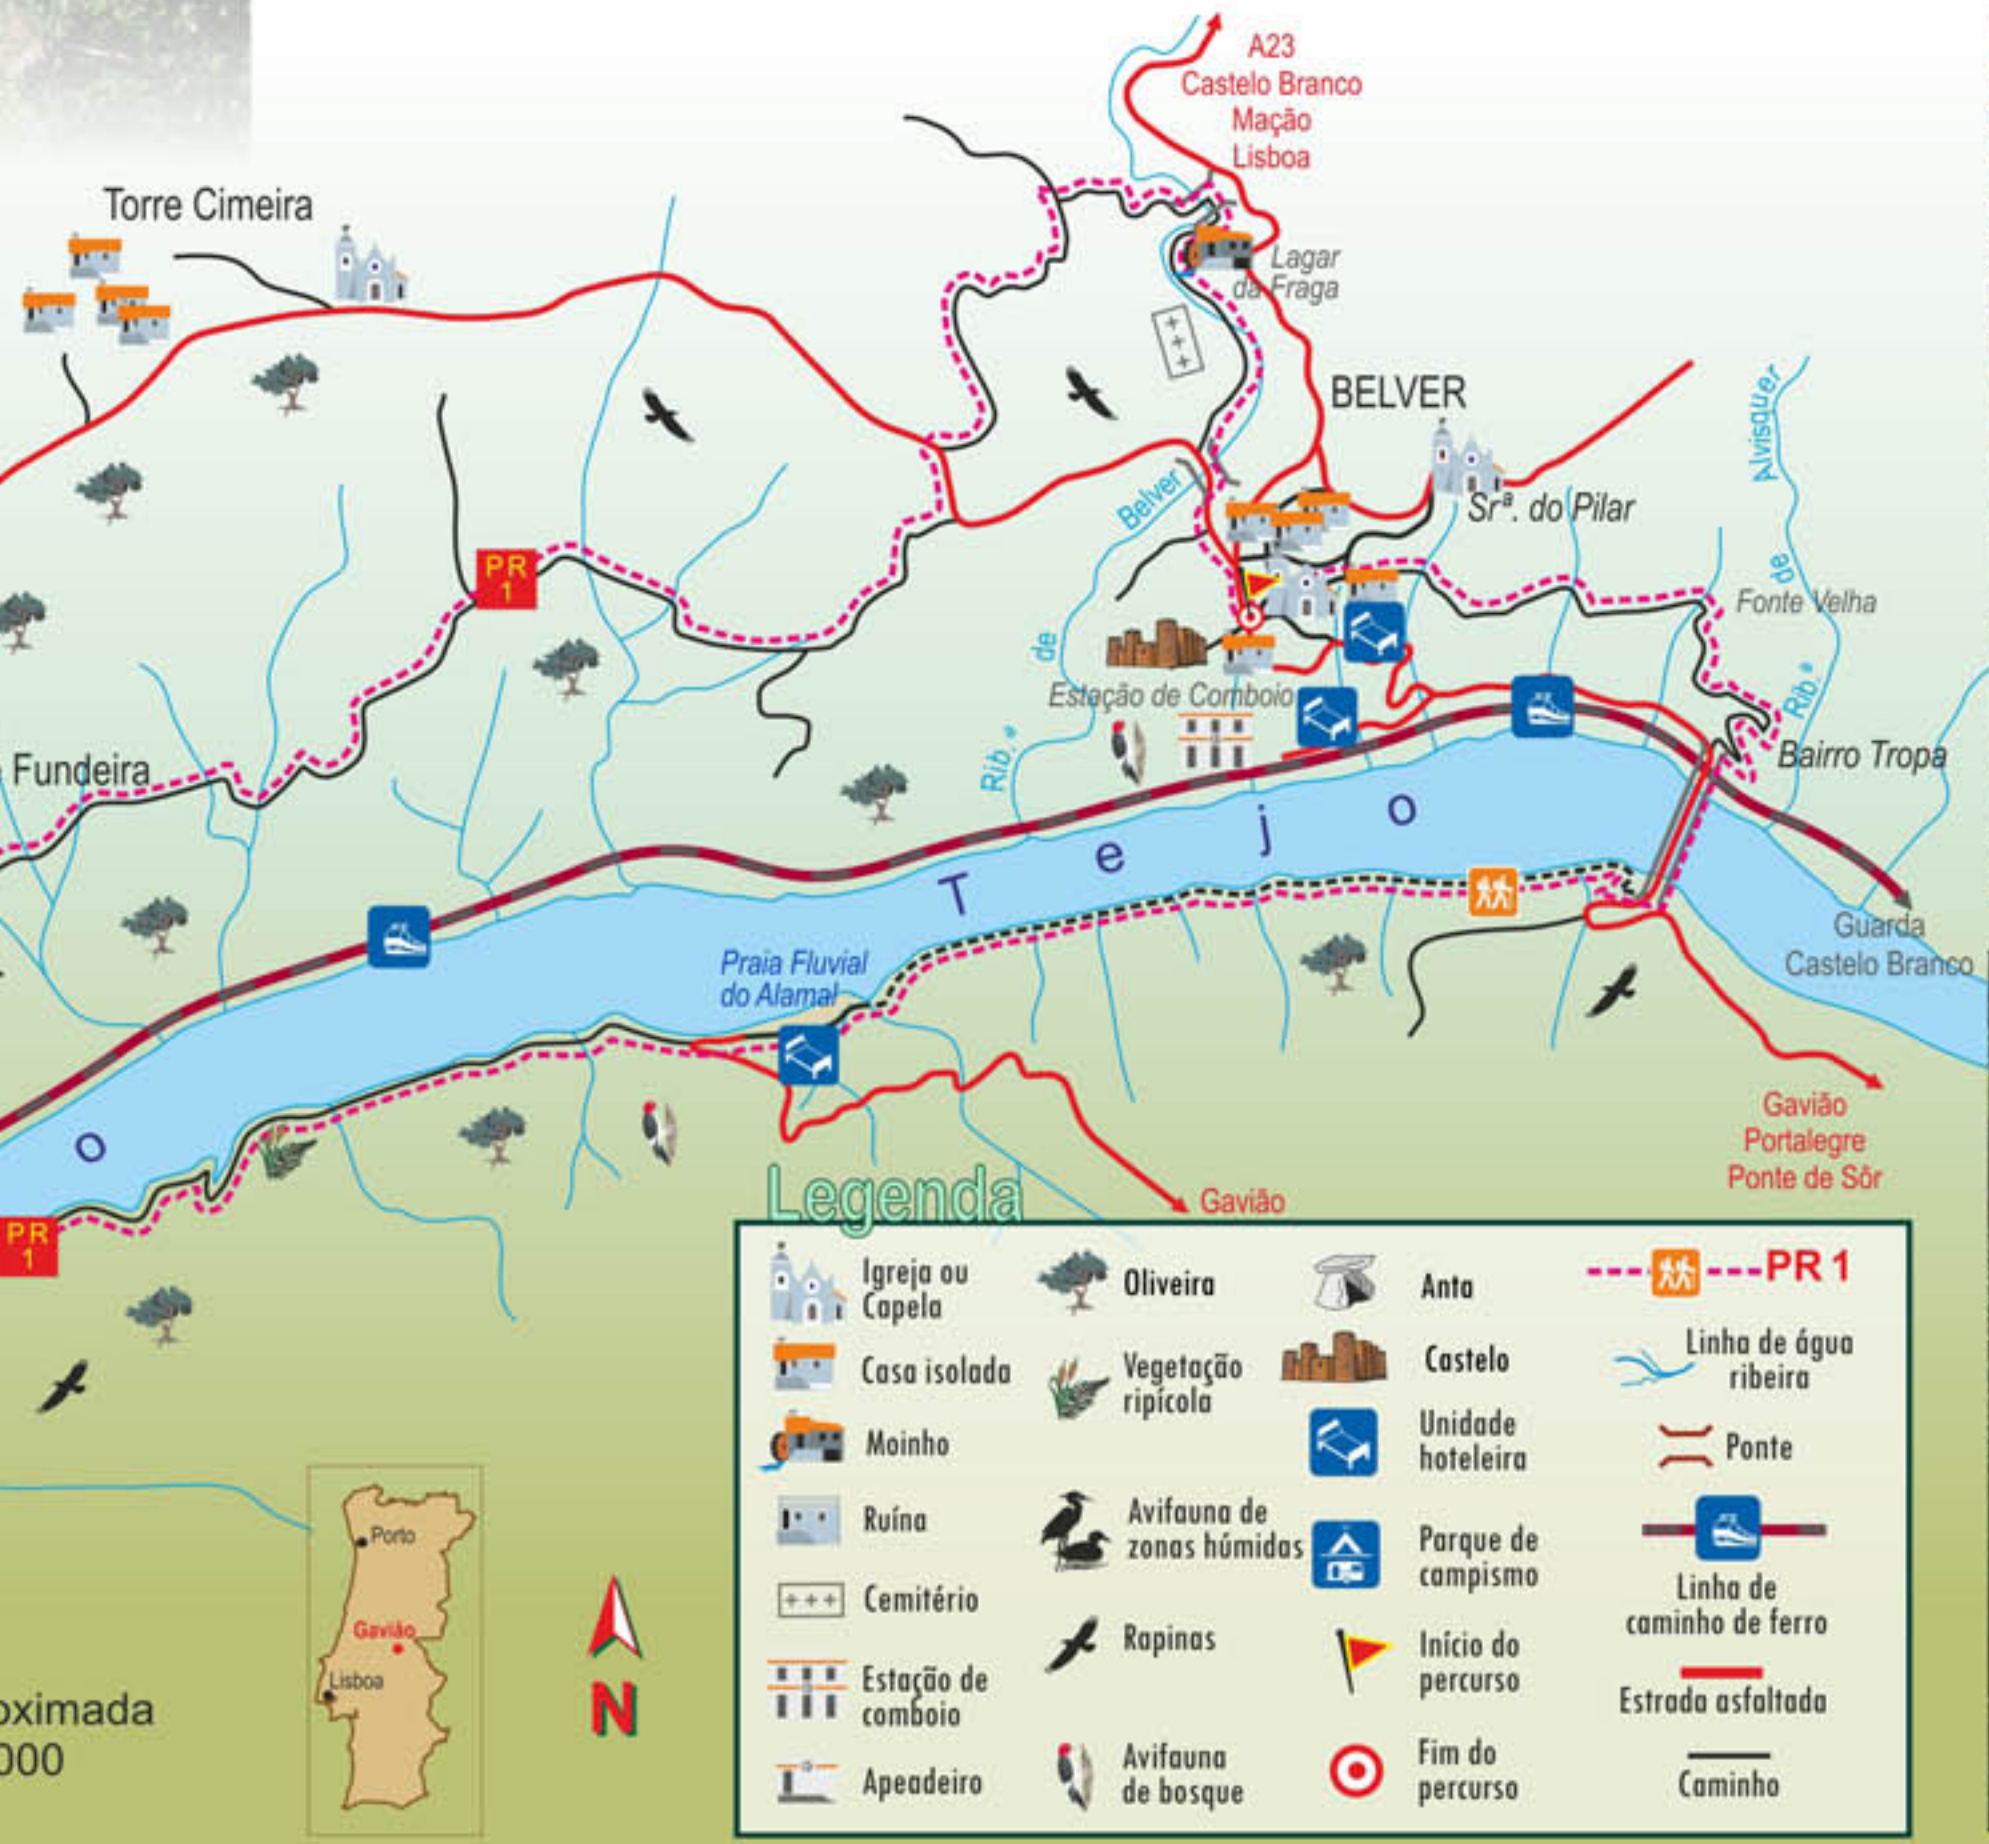 A23
Castelo Branco
Mação
Lisboa
Torre Cimeira
Lagar
da Fraga
BELVER
Alvisquer
de
Rib.ª
Srª. do Pilar
Belver
de
Rib.ª
PR
1
Fonte Velha
Estação de Comboio
Fundeira
Bairro Tropa
T e j o
Guarda
Castelo Branco
Praia Fluvial
do Alamal
o
Gavião
Portalegre
Ponte de Sôr
Gavião
PR
1
Legenda
Igreja ou
Capela
Casa isolada
Moinho
Ruína
Cemitério
Estação de
comboio
Apeadeiro
Oliveira
Vegetação
ripícola
Avifauna de
zonas húmidas
Rapinas
Avifauna
de bosque
Anta
Castelo
Unidade
hoteleira
Parque de
campismo
Início do
percurso
Fim do
percurso
PR 1
Linha de água
ribeira
Ponte
Linha de
caminho de ferro
Estrada asfaltada
Caminho
Porto
Gavião
Lisboa
N
oximada
000